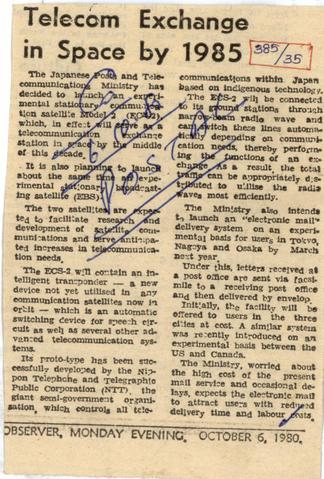 Telecom Exchange
in Space by 1985
385/
35
The Japanese Posts and Tele-
communication Ministry has
decided to launch an experi-
mental stationary communica-
tion satellite
which, in effect will serve as a
telecommunication exchange
station in space by the middle
of this decade.
It is also planning to launch
about the same time an ex-
perimental stationary broadcast-
ing satellite (EBS).
The two satellites are expec-
ted to facilitate research and
development of satellite com-
munications and serve antici-
pated increases in telecommunica-
tion needs.
The ECS-2 will contain an in-
telligent transponder — a new
device not yet utilised in any
communication satellites now in
orbit — which is an automatic
switching device for speech cir-
cuit as well as several other ad-
vanced telecommunication sys-
tems.
Its proto-type has been suc-
cessfully developed by the Nip-
pon Telephone and Telegraphic
Public Corporation (NTT), the
giant semi-government organi-
sation, which controls all tele-
communications within Japan
based on indigenous technology.
The ECS-2 will be connected
to its ground stations through
narrow-beam radio wave and
will switch these lines automa-
tically depending on communi-
cation needs, thereby perform-
ing the functions of an ex-
change. As a result, the total
traffic can be appropriately dis-
tributed to utilise the radio
waves most efficiently.
The Ministry also intends
to launch an "electronic mail"
delivery system on an experi-
mental basis for users in Tokyo,
Nagoya and Osaka by March
next year.
Under this, letters received at
a post office are sent via facsi-
mile to a receiving post office
and then delivered by envelop.
Initially, the facility will be
offered to users in the three
cities at cost. A similar system
was recently introduced on an
experimental basis between the
US and Canada.
The Ministry, worried about
the high cost of the present
mail service and occasional de-
lays, expects the electronic mail
to attract users with reduced
delivery time and labour costs.
OBSERVER, MONDAY EVENING, OCTOBER 6, 1980.